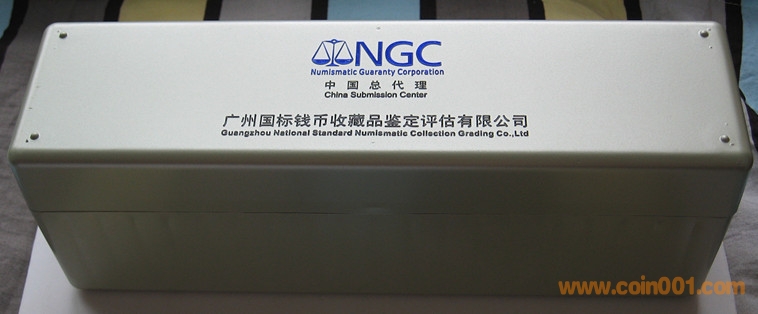 NGC
Numismatic Guaranty Corporation
中国总代理
China Submission Center
广州国标钱币收藏品鉴定评估有限公司
Guangzhou National Standard Numismatic Collection Grading Co.,Ltd
www.coin001.com